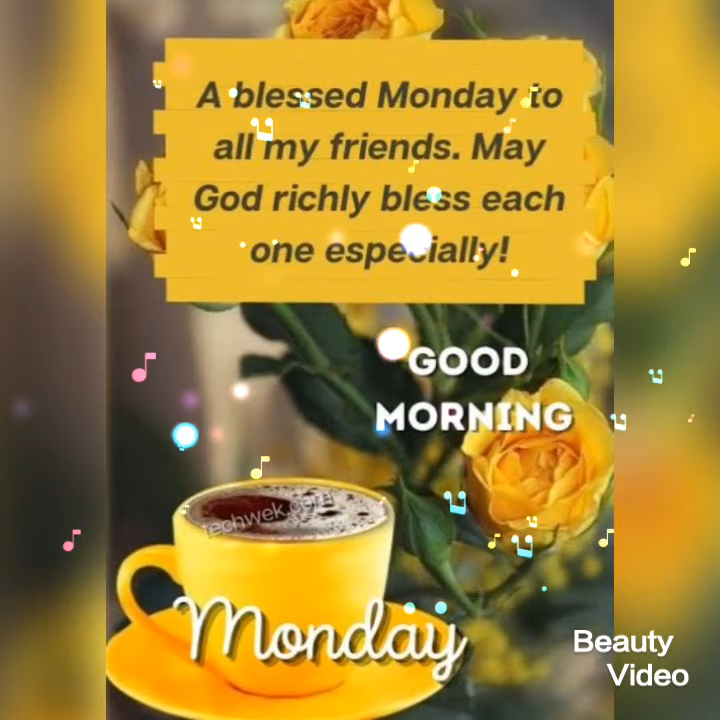 A blessed Monday to
all my friends. May
God richly bless each
one especially!
GOOD
MORNING
techwek.com
Monday
Beauty
Video